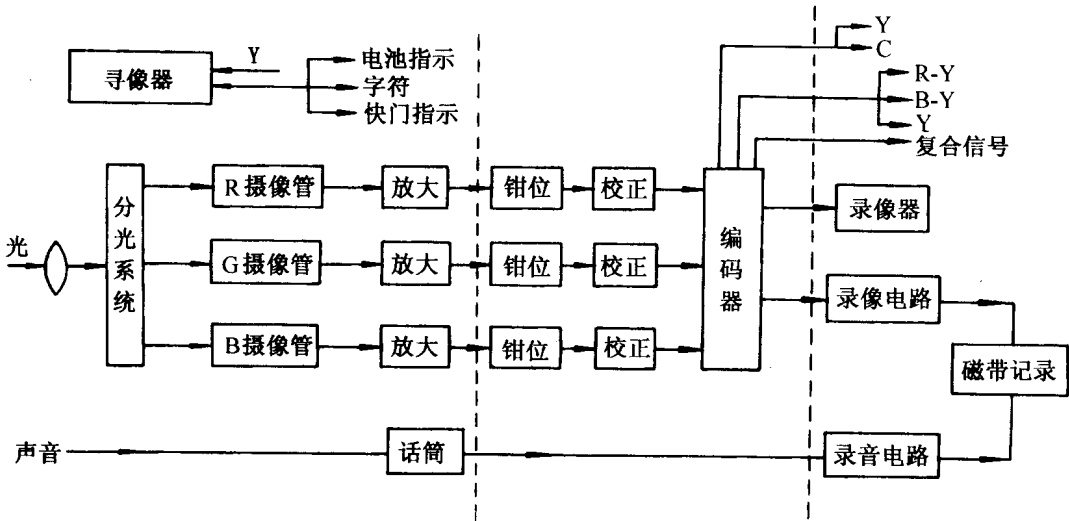 Y
C
寻像器
Y
电池指示
字符
快门指示
R-Y
B-Y
Y
复合信号
光
分光系统
R摄像管
放大
钳位
校正
编码器
录像器
G摄像管
放大
钳位
校正
录像电路
B摄像管
放大
钳位
校正
磁带记录
声音
话筒
录音电路